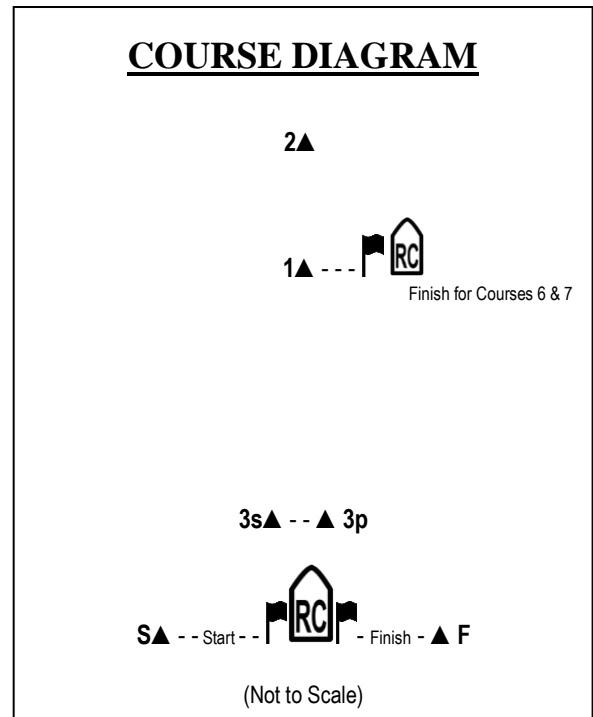 COURSE DIAGRAM
2▲
RC
1▲ - - -
Finish for Courses 6 & 7
3s▲ - - ▲ 3p
RC
S▲ - - Start - - - Finish - ▲ F
(Not to Scale)